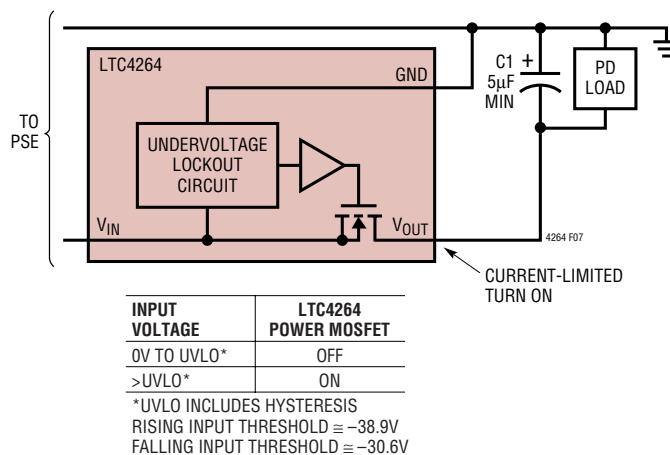 LTC4264
GND
C1
+
5μF
MIN
PD
LOAD
TO
PSE
UNDERVOLTAGE
LOCKOUT
CIRCUIT
VIN
VOUT
4264 F07
CURRENT-LIMITED
TURN ON
INPUT VOLTAGE LTC4264 POWER MOSFET
0V TO UVLO* OFF
>UVLO* ON
*UVLO INCLUDES HYSTERESIS
RISING INPUT THRESHOLD ≅ –38.9V
FALLING INPUT THRESHOLD ≅ –30.6V